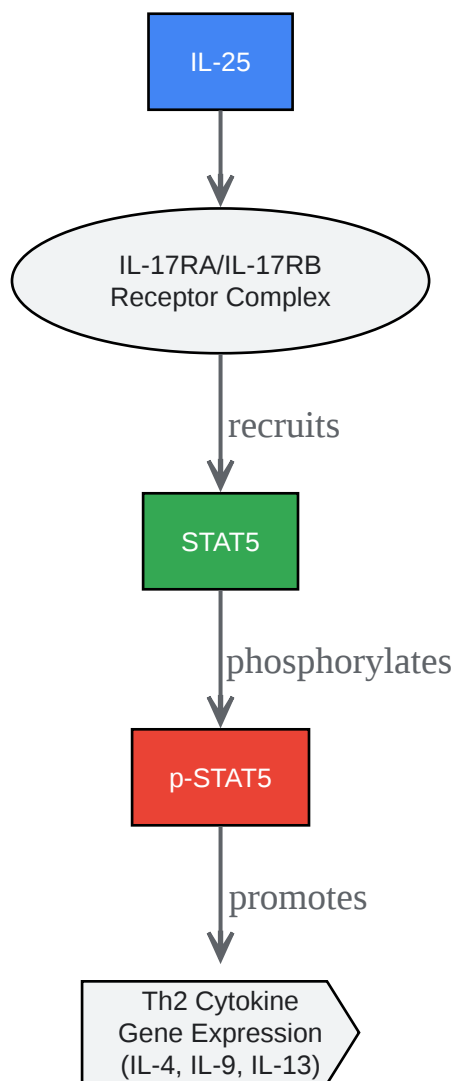 IL-25
IL-17RA/IL-17RB
Receptor Complex
recruits
STAT5
phosphorylates
p-STAT5
promotes
Th2 Cytokine
Gene Expression
(IL-4, IL-9, IL-13)